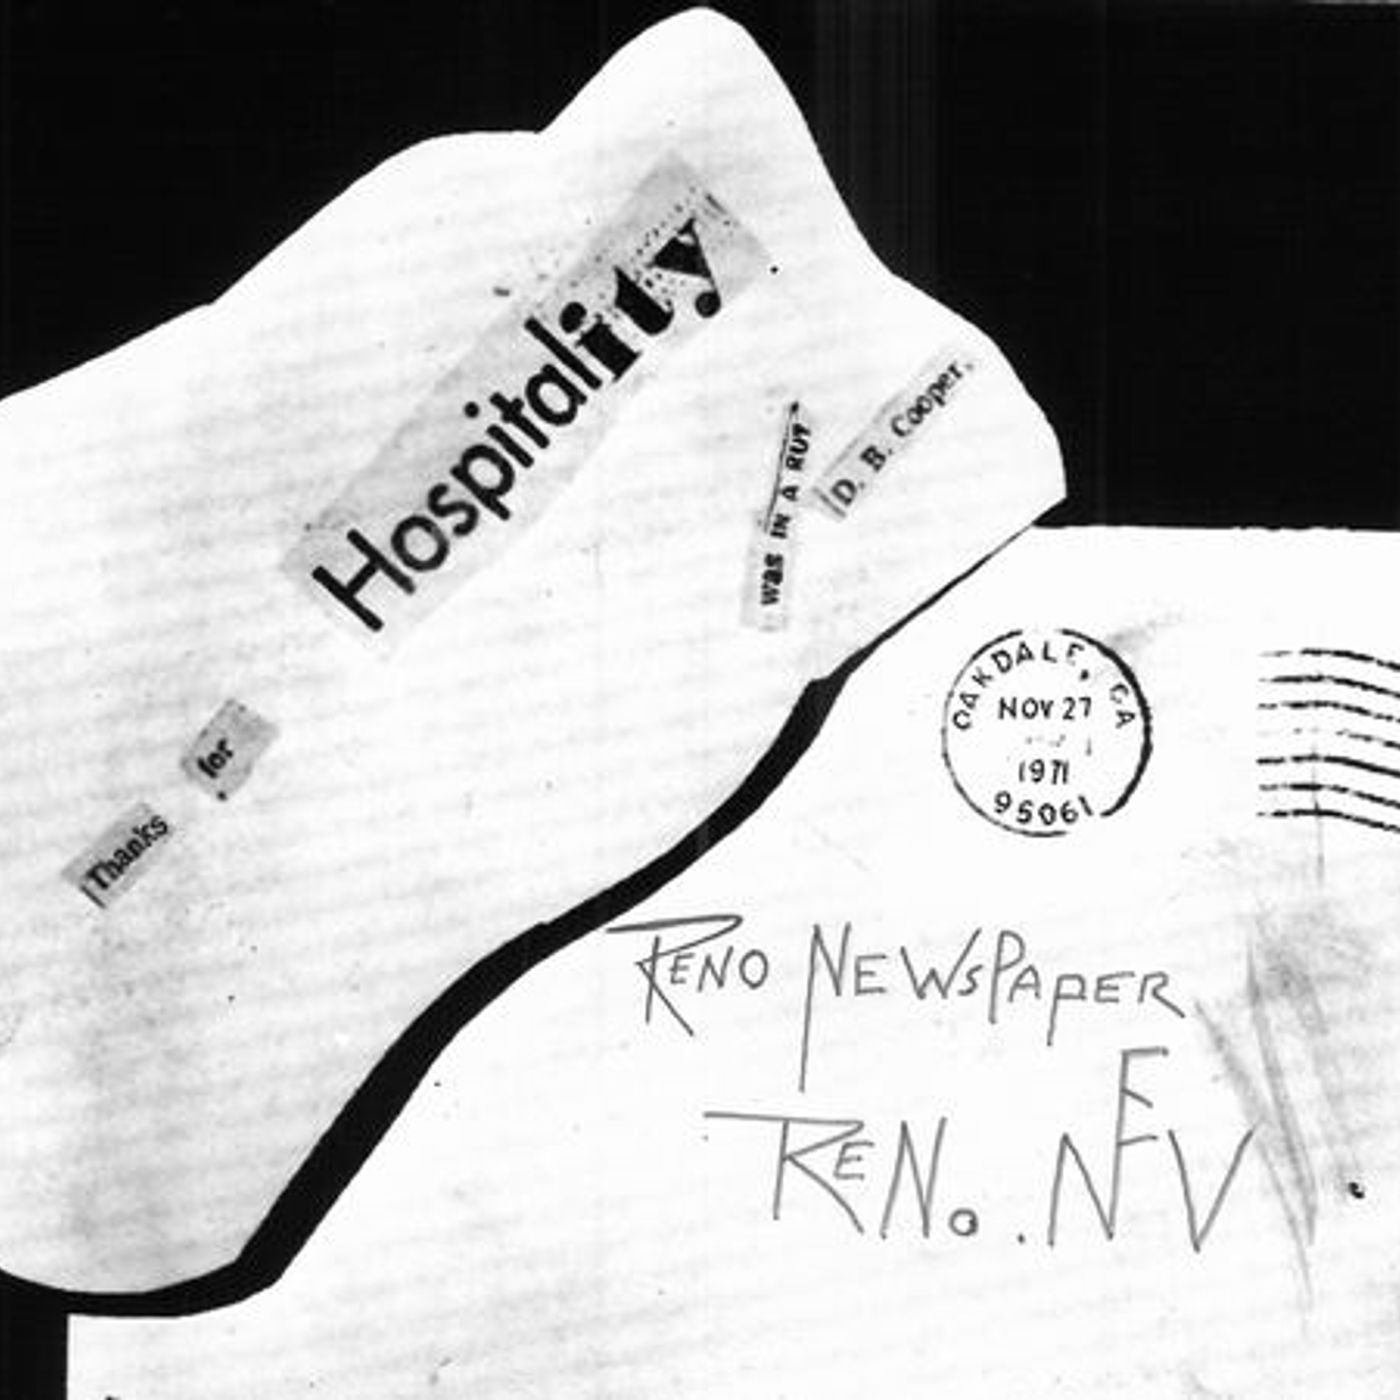 Thanks
for
Hospitality
was IN A RUT
D. B. Cooper,
OAKDALE, CA
NOV 27
1971
95061
RENO NEWSPAPER
RENo. NEV